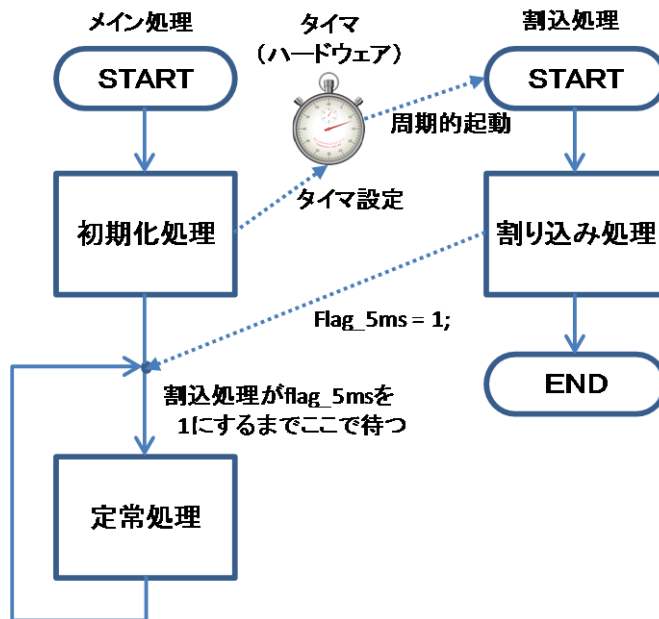 メイン処理
タイマ
（ハードウェア）
割込処理
START
START
周期的起動
タイマ設定
初期化処理
割り込み処理
Flag_5ms = 1;
END
割込処理がflag_5msを
1にするまでここで待つ
定常処理